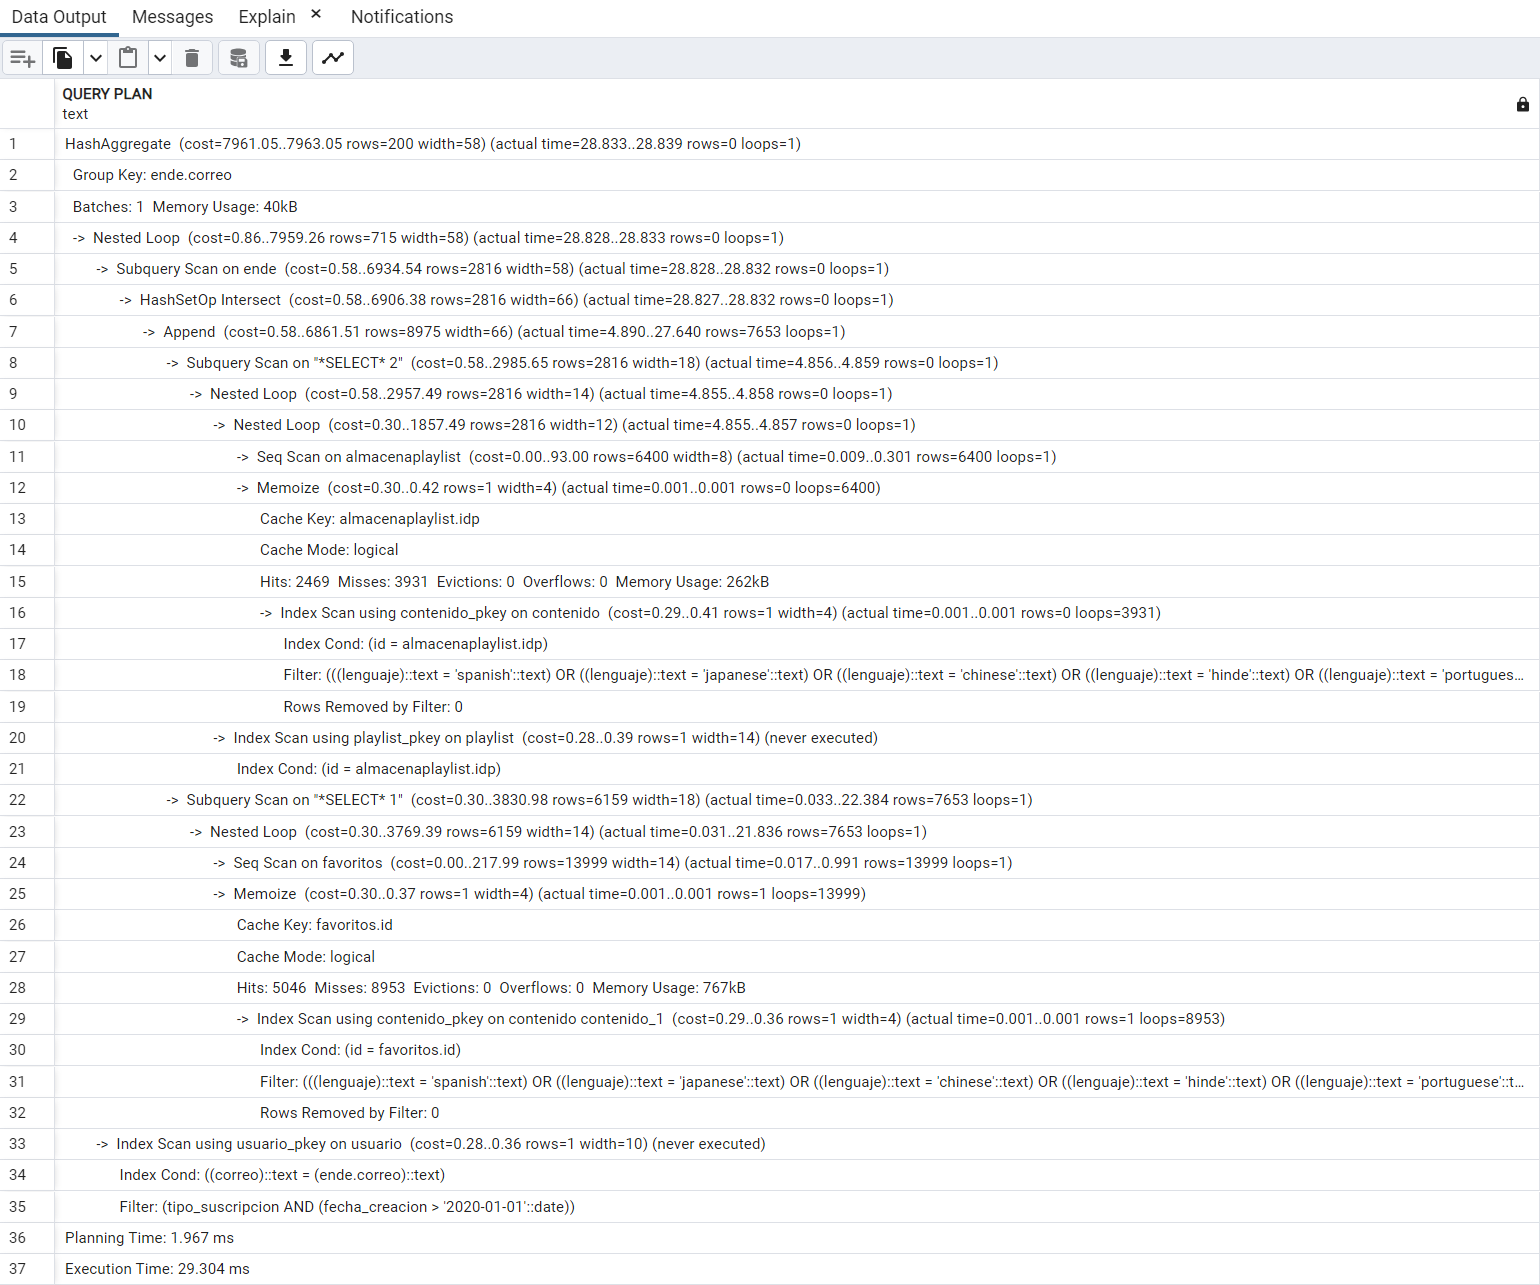 Data Output Messages Explain × Notifications
QUERY PLAN
text
1 HashAggregate (cost=7961.05..7963.05 rows=200 width=58) (actual time=28.833..28.839 rows=0 loops=1)
2 Group Key: ende.correo
3 Batches: 1 Memory Usage: 40kB
4 -> Nested Loop (cost=0.86..7959.26 rows=715 width=58) (actual time=28.828..28.833 rows=0 loops=1)
5 -> Subquery Scan on ende (cost=0.58..6934.54 rows=2816 width=58) (actual time=28.828..28.832 rows=0 loops=1)
6 -> HashSetOp Intersect (cost=0.58..6906.38 rows=2816 width=66) (actual time=28.827..28.832 rows=0 loops=1)
7 -> Append (cost=0.58..6861.51 rows=8975 width=66) (actual time=4.890..27.640 rows=7653 loops=1)
8 -> Subquery Scan on "*SELECT* 2" (cost=0.58..2985.65 rows=2816 width=18) (actual time=4.856..4.859 rows=0 loops=1)
9 -> Nested Loop (cost=0.58..2957.49 rows=2816 width=14) (actual time=4.855..4.858 rows=0 loops=1)
10 -> Nested Loop (cost=0.30..1857.49 rows=2816 width=12) (actual time=4.855..4.857 rows=0 loops=1)
11 -> Seq Scan on almacenaplaylist (cost=0.00..93.00 rows=6400 width=8) (actual time=0.009..0.301 rows=6400 loops=1)
12 -> Memoize (cost=0.30..0.42 rows=1 width=4) (actual time=0.001..0.001 rows=0 loops=6400)
13 Cache Key: almacenaplaylist.idp
14 Cache Mode: logical
15 Hits: 2469 Misses: 3931 Evictions: 0 Overflows: 0 Memory Usage: 262kB
16 -> Index Scan using contenido_pkey on contenido (cost=0.29..0.41 rows=1 width=4) (actual time=0.001..0.001 rows=0 loops=3931)
17 Index Cond: (id = almacenaplaylist.idp)
18 Filter: (((lenguaje)::text = 'spanish'::text) OR ((lenguaje)::text = 'japanese'::text) OR ((lenguaje)::text = 'chinese'::text) OR ((lenguaje)::text = 'hinde'::text) OR ((lenguaje)::text = 'portugues...
19 Rows Removed by Filter: 0
20 -> Index Scan using playlist_pkey on playlist (cost=0.28..0.39 rows=1 width=14) (never executed)
21 Index Cond: (id = almacenaplaylist.idp)
22 -> Subquery Scan on "*SELECT* 1" (cost=0.30..3830.98 rows=6159 width=18) (actual time=0.033..22.384 rows=7653 loops=1)
23 -> Nested Loop (cost=0.30..3769.39 rows=6159 width=14) (actual time=0.031..21.836 rows=7653 loops=1)
24 -> Seq Scan on favoritos (cost=0.00..217.99 rows=13999 width=14) (actual time=0.017..0.991 rows=13999 loops=1)
25 -> Memoize (cost=0.30..0.37 rows=1 width=4) (actual time=0.001..0.001 rows=1 loops=13999)
26 Cache Key: favoritos.id
27 Cache Mode: logical
28 Hits: 5046 Misses: 8953 Evictions: 0 Overflows: 0 Memory Usage: 767kB
29 -> Index Scan using contenido_pkey on contenido contenido_1 (cost=0.29..0.36 rows=1 width=4) (actual time=0.001..0.001 rows=1 loops=8953)
30 Index Cond: (id = favoritos.id)
31 Filter: (((lenguaje)::text = 'spanish'::text) OR ((lenguaje)::text = 'japanese'::text) OR ((lenguaje)::text = 'chinese'::text) OR ((lenguaje)::text = 'hinde'::text) OR ((lenguaje)::text = 'portuguese'::t...
32 Rows Removed by Filter: 0
33 -> Index Scan using usuario_pkey on usuario (cost=0.28..0.36 rows=1 width=10) (never executed)
34 Index Cond: ((correo)::text = (ende.correo)::text)
35 Filter: (tipo_suscripcion AND (fecha_creacion > '2020-01-01'::date))
36 Planning Time: 1.967 ms
37 Execution Time: 29.304 ms